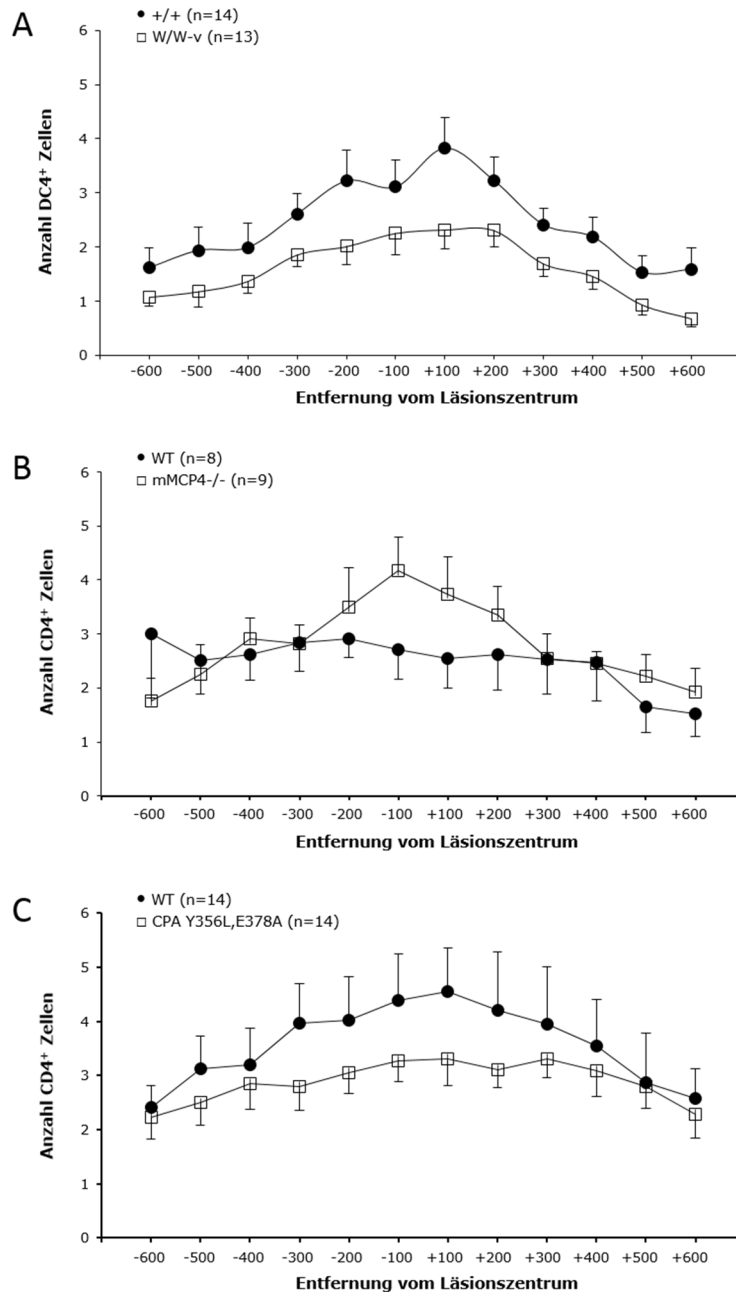 A
+/+ (n=14)
W/W-v (n=13)
Anzahl DC4⁺ Zellen
6
5
4
3
2
1
0
-600 -500 -400 -300 -200 -100 +100 +200 +300 +400 +500 +600
Entfernung vom Läsionszentrum
B
WT (n=8)
mMCP4-/- (n=9)
Anzahl CD4⁺ Zellen
6
5
4
3
2
1
0
-600 -500 -400 -300 -200 -100 +100 +200 +300 +400 +500 +600
Entfernung vom Läsionszentrum
C
WT (n=14)
CPA Y356L,E378A (n=14)
Anzahl CD4⁺ Zellen
6
5
4
3
2
1
0
-600 -500 -400 -300 -200 -100 +100 +200 +300 +400 +500 +600
Entfernung vom Läsionszentrum